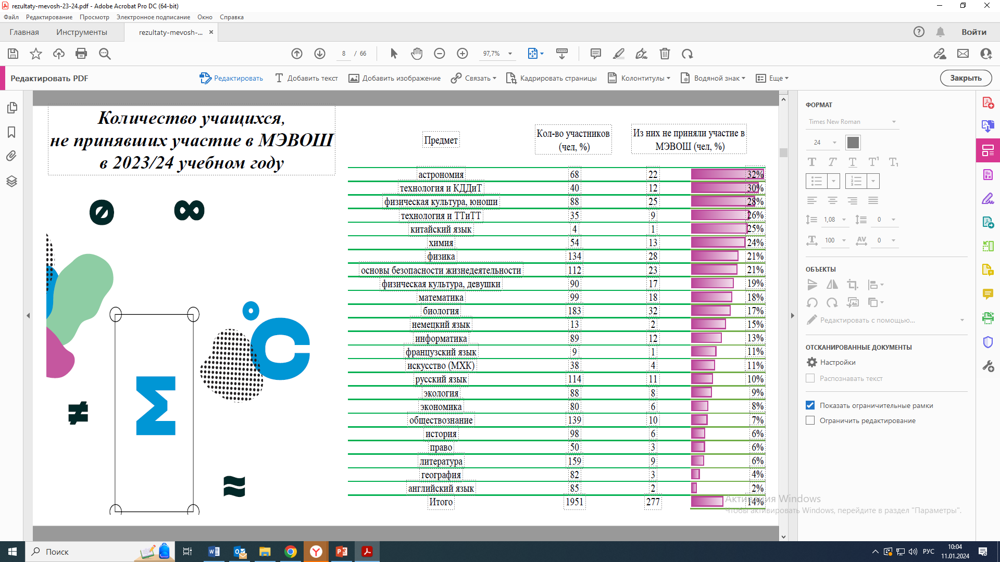 rezultaty-mevosh-23-24.pdf - Adobe Acrobat Pro DC (64-bit)
Файл Редактирование Просмотр Электронное подписание Окно Справка
Главная Инструменты rezultaty-mevosh-... × Войти
8 / 66 97,7%
Редактировать PDF Редактировать Добавить текст Добавить изображение Связать Кадрировать страницы Колонтитулы Водяной знак Еще Закрыть
Количество учащихся,
не принявших участие в МЭВОШ
в 2023/24 учебном году
Предмет Кол-во участников (чел, %) Из них не приняли участие в МЭВОШ (чел, %)
астрономия 68 22 32%
технология и КДДиТ 40 12 30%
физическая культура, юноши 88 25 28%
технология и ТТиТТ 35 9 26%
китайский язык 4 1 25%
химия 54 13 24%
физика 134 28 21%
основы безопасности жизнедеятельности 112 23 21%
физическая культура, девушки 90 17 19%
математика 99 18 18%
биология 183 32 17%
немецкий язык 13 2 15%
информатика 89 12 13%
французский язык 9 1 11%
искусство (МХК) 38 4 11%
русский язык 114 11 10%
экология 88 8 9%
экономика 80 6 8%
обществознание 139 10 7%
история 98 6 6%
право 50 3 6%
литература 159 9 6%
география 82 3 4%
английский язык 85 2 2%
Итого 1951 277 14%
ø ∞
°C
Σ
≠
≈
ФОРМАТ
Times New Roman
24
1,08 0
100 0
ОБЪЕКТЫ
Редактировать с помощью...
ОТСКАНИРОВАННЫЕ ДОКУМЕНТЫ
Настройки
Распознавать текст
Показать ограничительные рамки
Ограничить редактирование
Активация Windows
Чтобы активировать Windows, перейдите в раздел "Параметры".
Поиск
РУС
10:04
11.01.2024